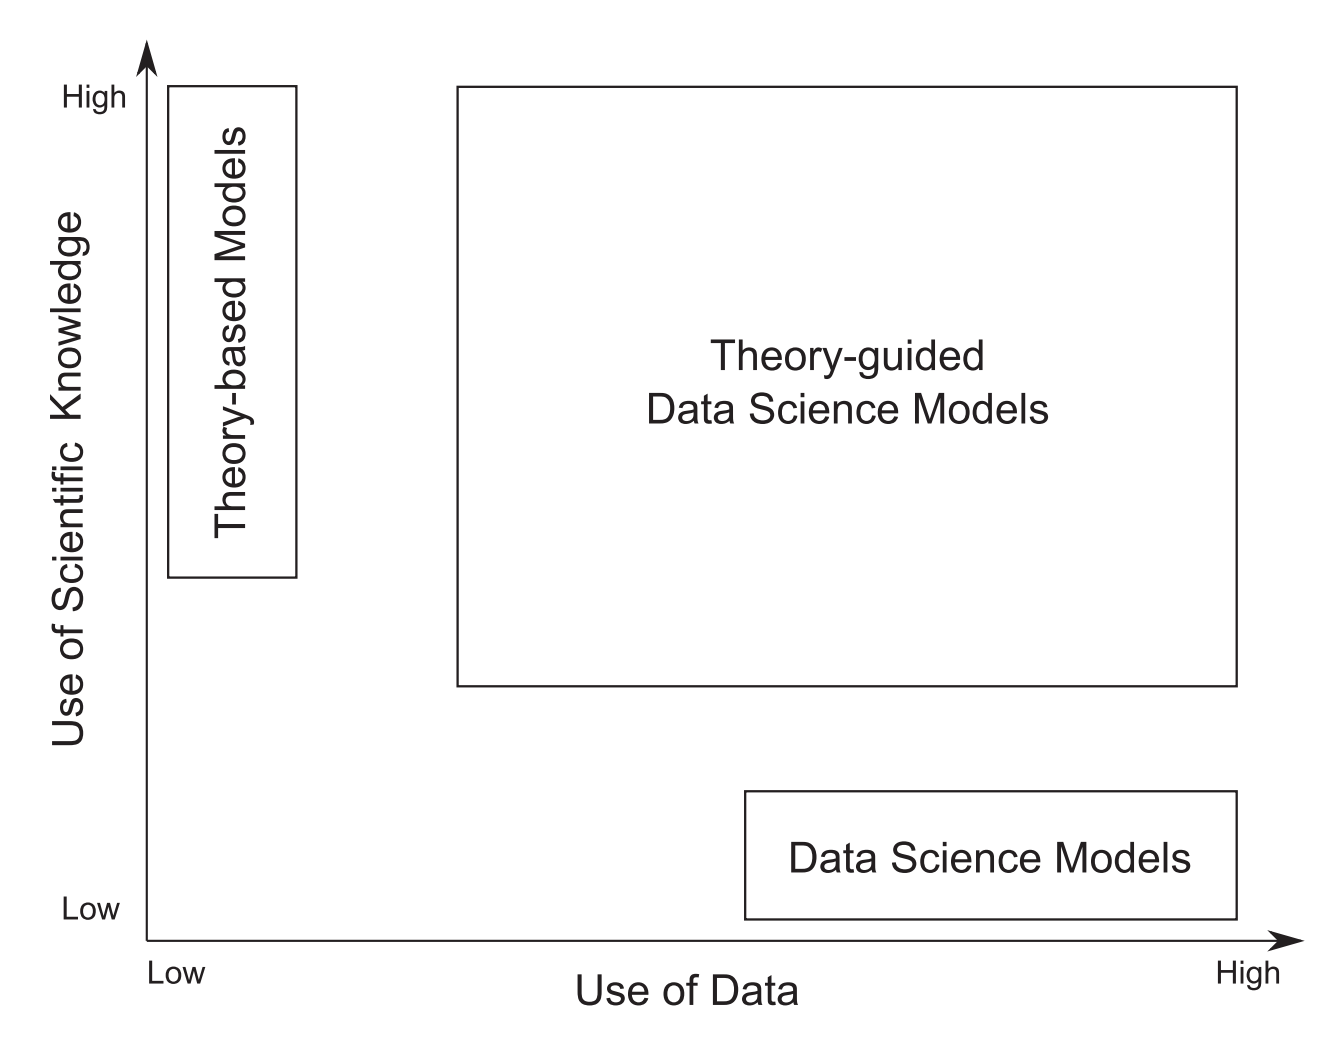 High
Use of Scientific Knowledge
Theory-based Models
Theory-guided
Data Science Models
Data Science Models
Low
Low
Use of Data
High